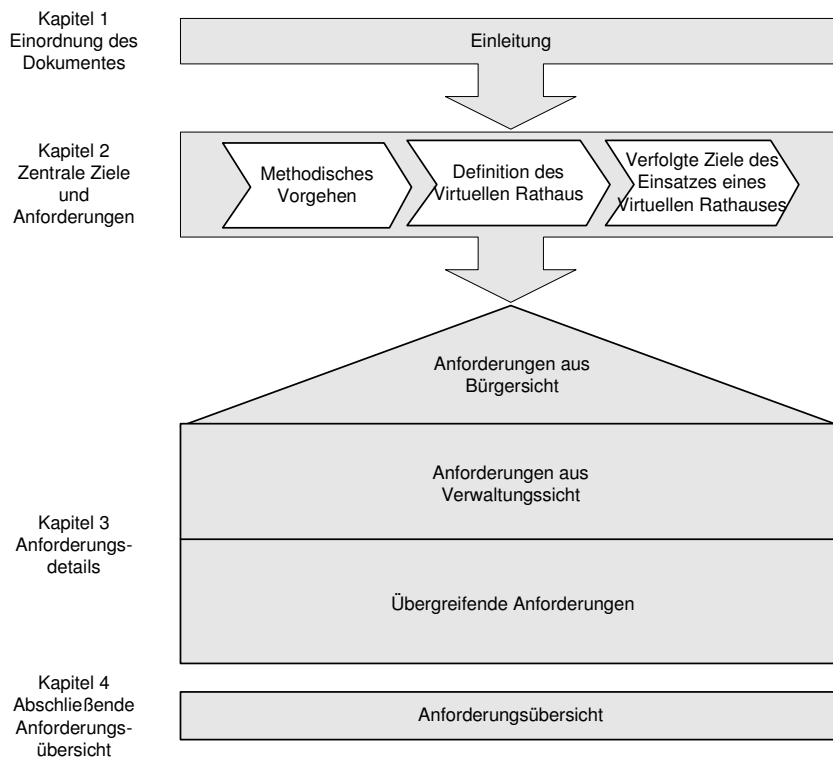 Kapitel 1
Einordnung des
Dokumentes
Einleitung
Kapitel 2
Zentrale Ziele
und
Anforderungen
Methodisches
Vorgehen
Definition des
Virtuellen Rathaus
Verfolgte Ziele des
Einsatzes eines
Virtuellen Rathauses
Anforderungen aus
Bürgersicht
Kapitel 3
Anforderungs-
details
Anforderungen aus
Verwaltungssicht
Übergreifende Anforderungen
Kapitel 4
Abschließende
Anforderungs-
übersicht
Anforderungsübersicht